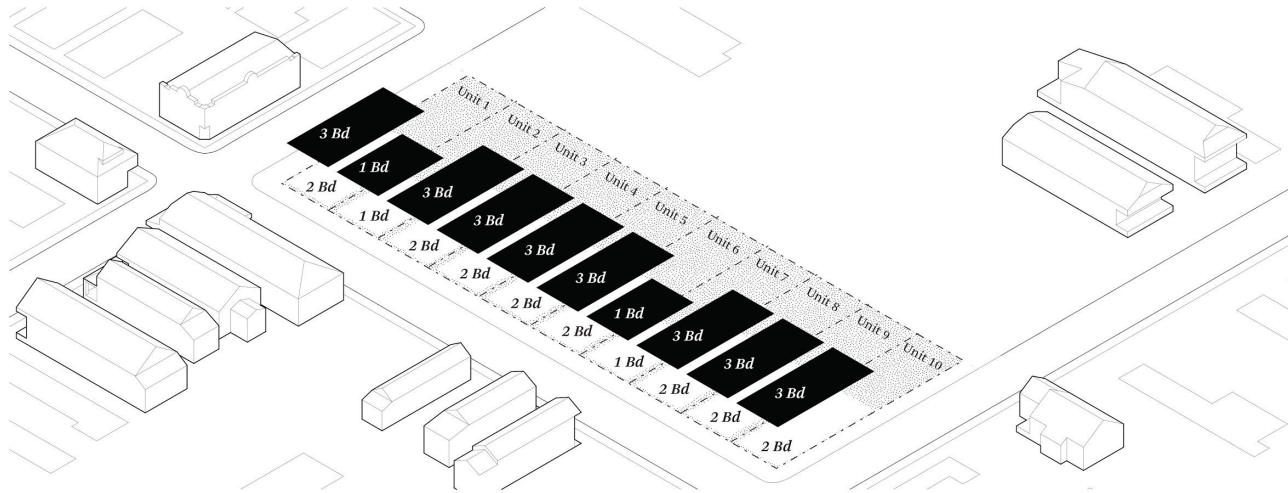 Unit 1
Unit 2
Unit 3
Unit 4
Unit 5
Unit 6
Unit 7
Unit 8
Unit 9
Unit 10
3 Bd
1 Bd
3 Bd
3 Bd
3 Bd
3 Bd
1 Bd
3 Bd
3 Bd
3 Bd
2 Bd
1 Bd
2 Bd
2 Bd
2 Bd
2 Bd
1 Bd
2 Bd
2 Bd
2 Bd